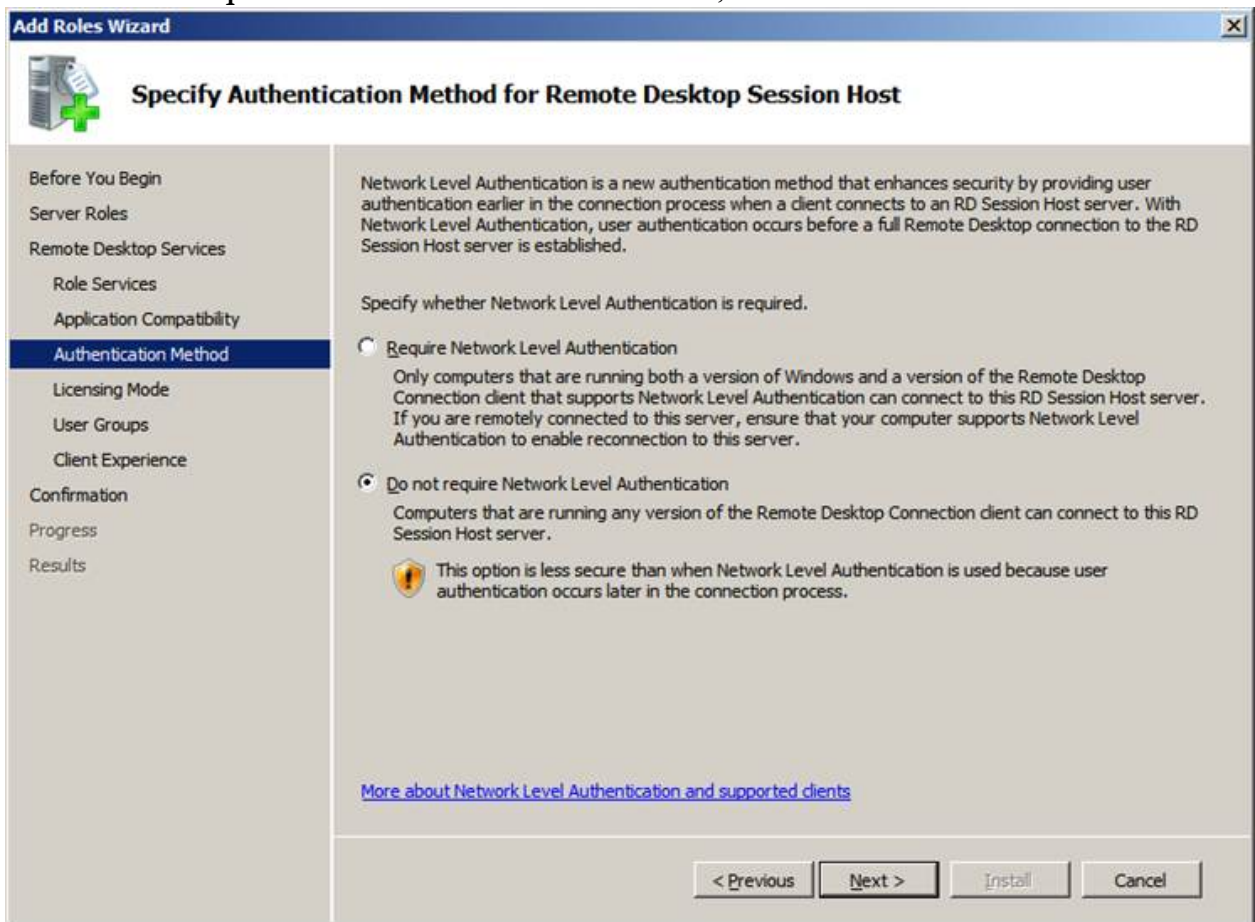 Add Roles Wizard
Specify Authentication Method for Remote Desktop Session Host
Before You Begin
Server Roles
Remote Desktop Services
Role Services
Application Compatibility
Authentication Method
Licensing Mode
User Groups
Client Experience
Confirmation
Progress
Results
Network Level Authentication is a new authentication method that enhances security by providing user
authentication earlier in the connection process when a client connects to an RD Session Host server. With
Network Level Authentication, user authentication occurs before a full Remote Desktop connection to the RD
Session Host server is established.
Specify whether Network Level Authentication is required.
Require Network Level Authentication
Only computers that are running both a version of Windows and a version of the Remote Desktop
Connection client that supports Network Level Authentication can connect to this RD Session Host server.
If you are remotely connected to this server, ensure that your computer supports Network Level
Authentication to enable reconnection to this server.
Do not require Network Level Authentication
Computers that are running any version of the Remote Desktop Connection client can connect to this RD
Session Host server.
This option is less secure than when Network Level Authentication is used because user
authentication occurs later in the connection process.
More about Network Level Authentication and supported clients
< Previous
Next >
Install
Cancel